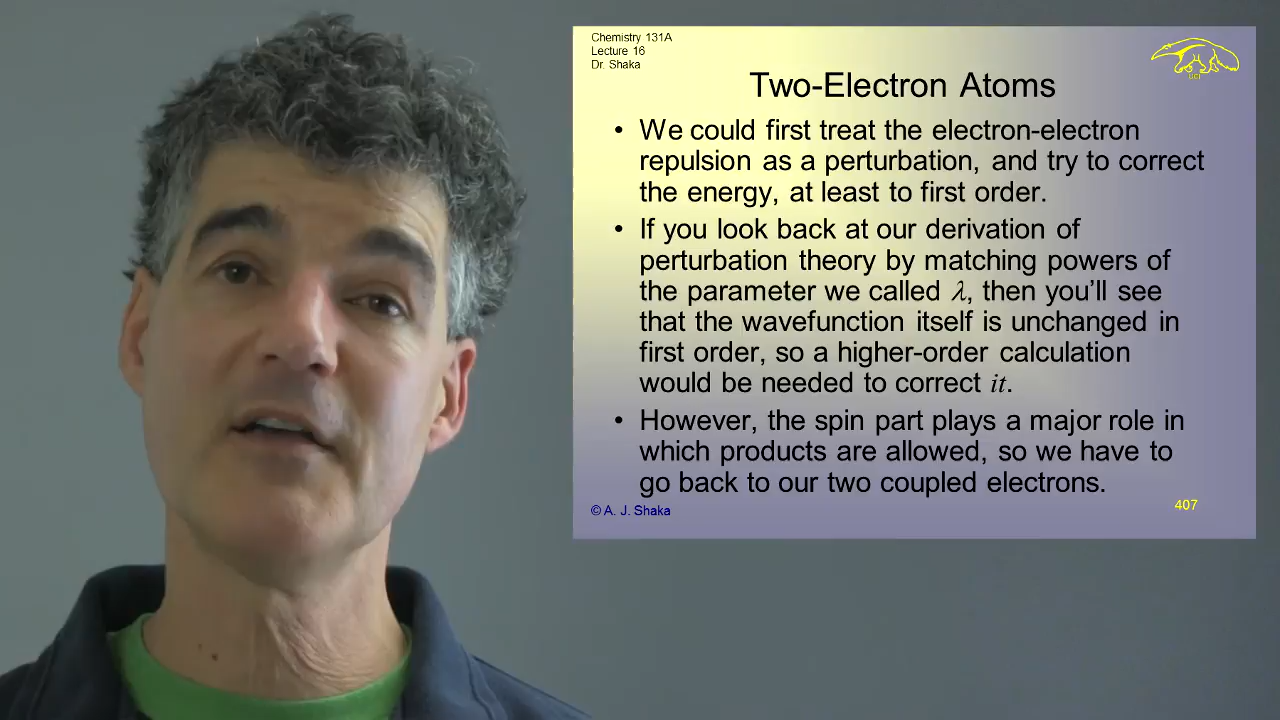 Chemistry 131A
Lecture 16
Dr. Shaka
UCI
Two-Electron Atoms
• We could first treat the electron-electron
repulsion as a perturbation, and try to correct
the energy, at least to first order.
• If you look back at our derivation of
perturbation theory by matching powers of
the parameter we called λ, then you'll see
that the wavefunction itself is unchanged in
first order, so a higher-order calculation
would be needed to correct it.
• However, the spin part plays a major role in
which products are allowed, so we have to
go back to our two coupled electrons.
© A. J. Shaka
407